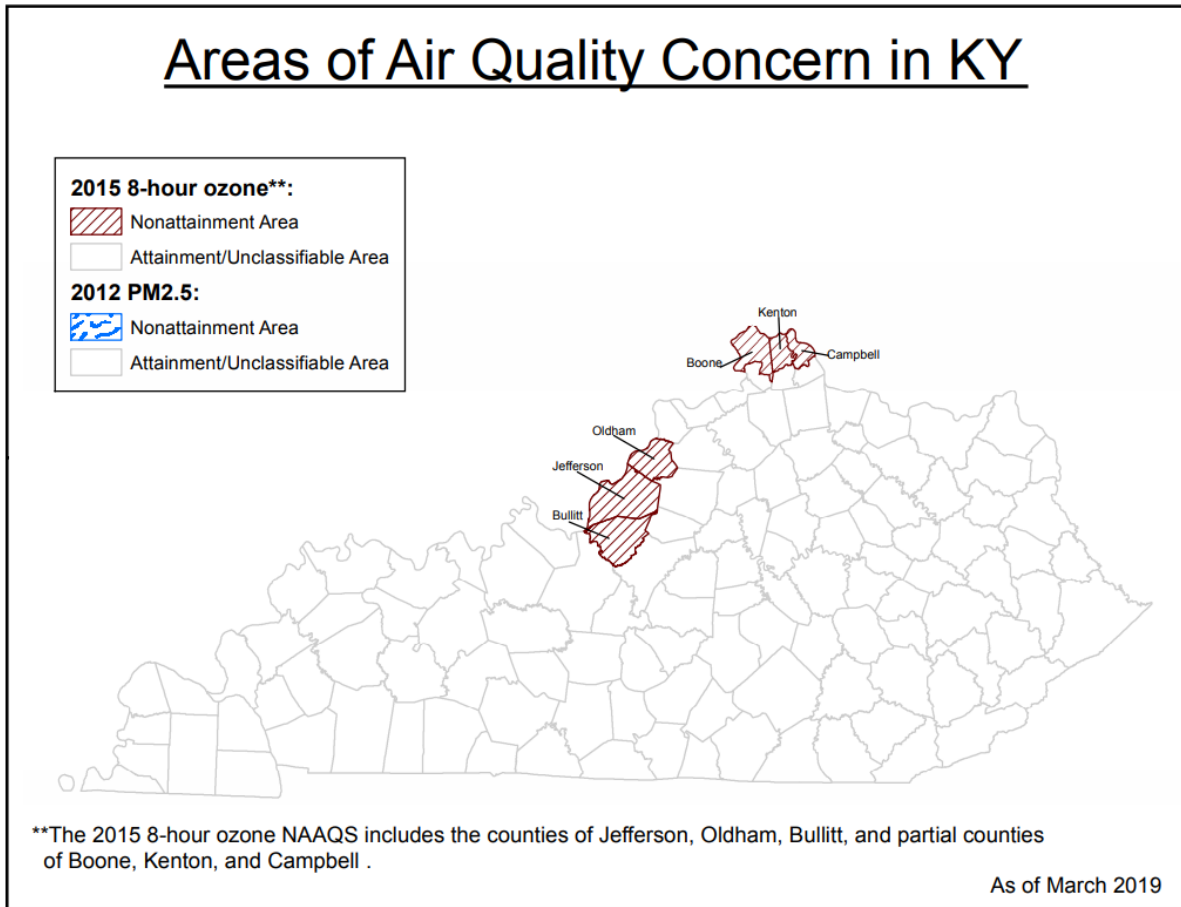 Areas of Air Quality Concern in KY
2015 8-hour ozone**:
Nonattainment Area
Attainment/Unclassifiable Area
2012 PM2.5:
Nonattainment Area
Attainment/Unclassifiable Area
Kenton
Boone
Campbell
Oldham
Jefferson
Bullitt
**The 2015 8-hour ozone NAAQS includes the counties of Jefferson, Oldham, Bullitt, and partial counties
of Boone, Kenton, and Campbell .
As of March 2019